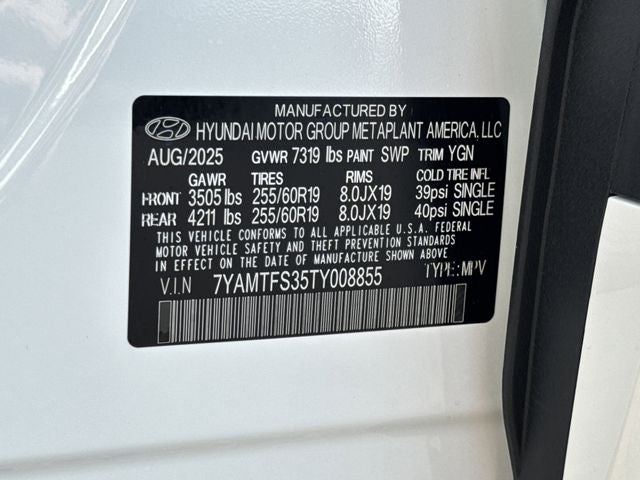 MANUFACTURED BY
HYUNDAI MOTOR GROUP METAPLANT AMERICA, LLC
AUG/2025 GVWR 7319 lbs PAINT SWP TRIM YGN
GAWR TIRES RIMS COLD TIRE INFL
FRONT 3505 lbs 255/60R19 8.0JX19 39psi SINGLE
REAR 4211 lbs 255/60R19 8.0JX19 40psi SINGLE
THIS VEHICLE CONFORMS TO ALL APPLICABLE U.S.A. FEDERAL
MOTOR VEHICLE SAFETY AND THEFT PREVENTION STANDARDS
IN EFFECT ON THE DATE OF MANUFACTURE SHOWN ABOVE.
V.I.N 7YAMTFS35TY008855 TYPE:MPV